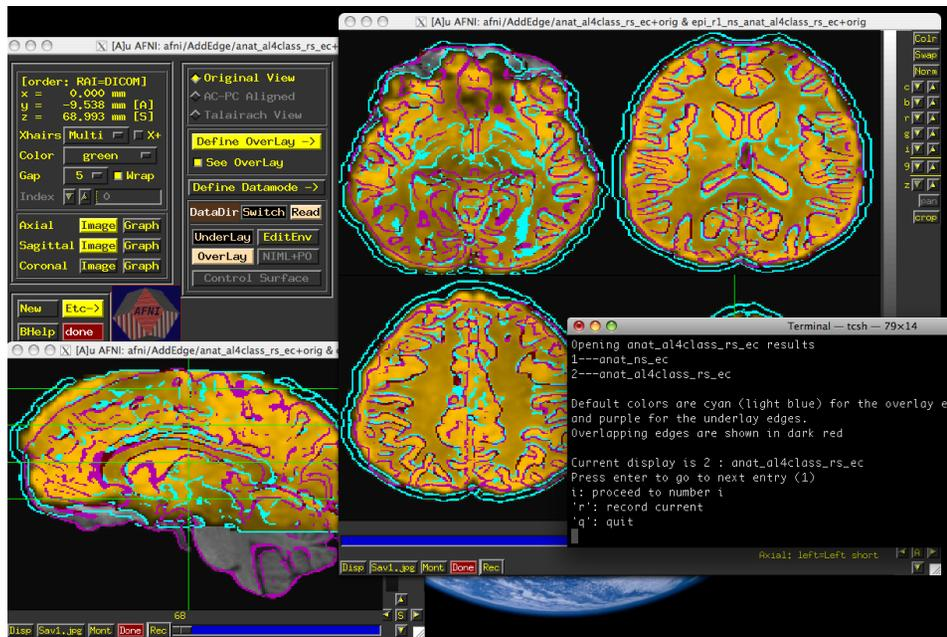 [A]u AFNI: afni/AddEdge/anat_al4class_rs_ec+orig & epi_r1_ns_anat_al4class_rs_ec+orig
[A]u AFNI: afni/AddEdge/anat_al4class_rs_ec+
[order: RAI=DICOM]
x = 0.000 mm
y = -9.538 mm [A]
z = 68.993 mm [S]
Xhairs Multi X+
Color green
Gap 5 Wrap
Index 0
Axial Image Graph
Sagittal Image Graph
Coronal Image Graph
New Etc->
BHelp done
AFNI
Original View
AC-PC Aligned
Talairach View
Define OverLay ->
See OverLay
Define Datamode ->
DataDir Switch Read
UnderLay EditEnv
OverLay NIML+PO
Control Surface
Colr
Swap
Norm
c
b
r
g
i
9
z
pan
crop
[A]u AFNI: afni/AddEdge/anat_al4class_rs_ec+orig &
68
Disp Sav1.jpg Mont Done Rec
S
Terminal — tcsh — 79×14
Opening anat_al4class_rs_ec results
1---anat_ns_ec
2---anat_al4class_rs_ec
Default colors are cyan (light blue) for the overlay e
and purple for the underlay edges.
Overlapping edges are shown in dark red
Current display is 2 : anat_al4class_rs_ec
Press enter to go to next entry (1)
i: proceed to number i
'r': record current
'q': quit
Axial: left=Left short
A
Disp Sav1.jpg Mont Done Rec